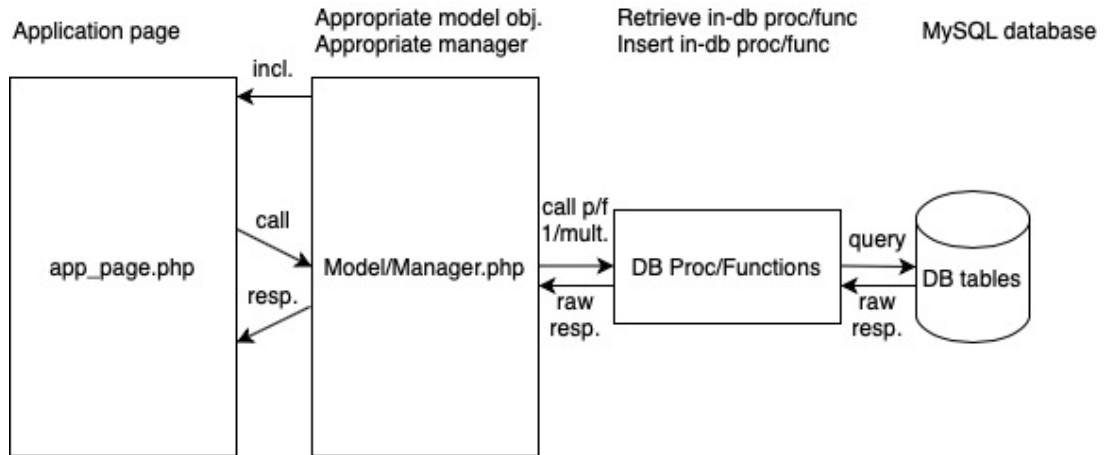 Application page
Appropriate model obj.
Appropriate manager
Retrieve in-db proc/func
Insert in-db proc/func
MySQL database
incl.
call
resp.
app_page.php
Model/Manager.php
call p/f
1/mult.
raw
resp.
DB Proc/Functions
query
raw
resp.
DB tables